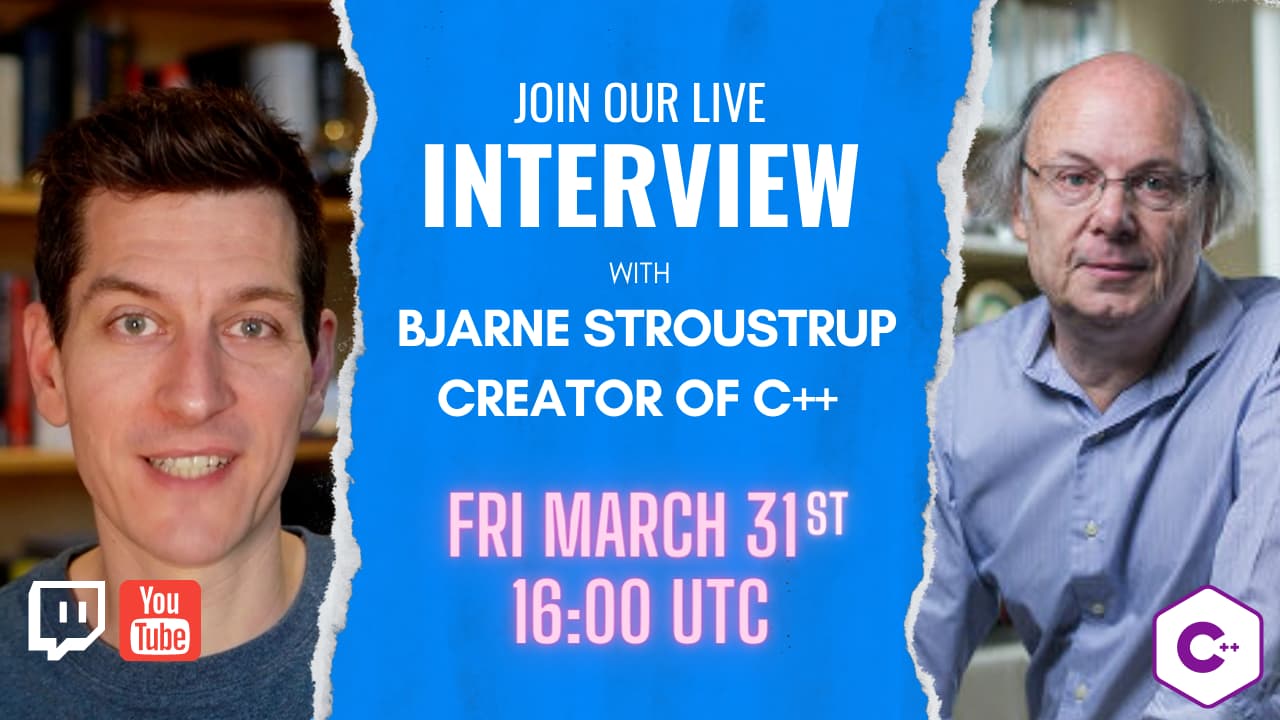 JOIN OUR LIVE
INTERVIEW
WITH
BJARNE STROUSTRUP
CREATOR OF C++
FRI MARCH 31ST
16:00 UTC
You
Tube
C++